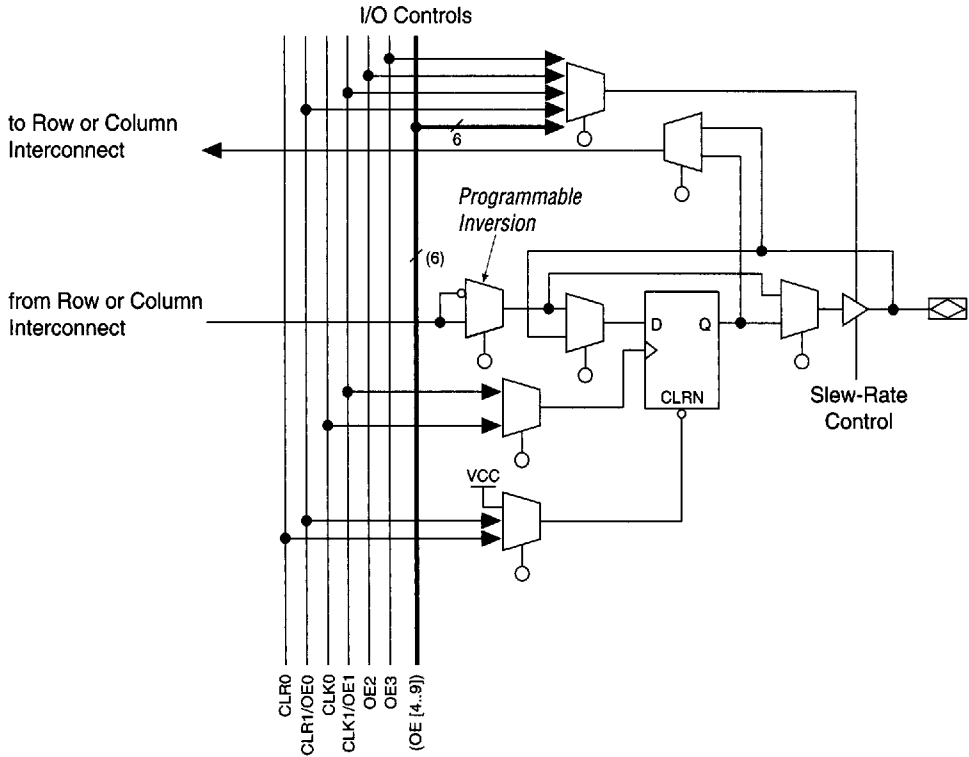 I/O Controls
to Row or Column
Interconnect
6
Programmable
Inversion
(6)
from Row or Column
Interconnect
D
Q
CLRN
Slew-Rate
Control
VCC
CLR0
CLR1/OE0
CLK0
CLK1/OE1
OE2
OE3
(OE [4..9])